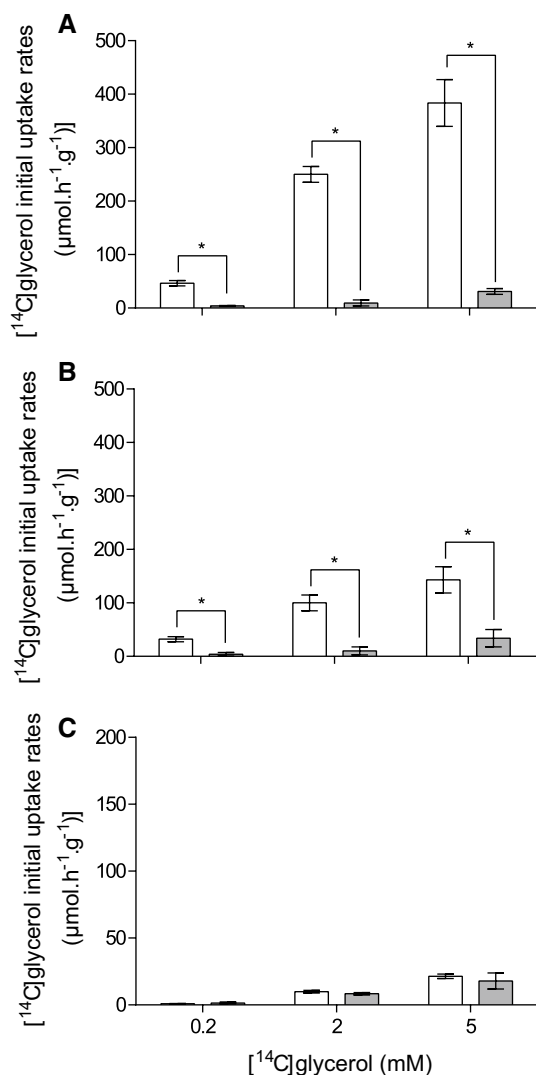 A
[¹⁴C]glycerol initial uptake rates
(µmol.h⁻¹.g⁻¹)]
500
400
300
200
100
0
*
*
*
B
[¹⁴C]glycerol initial uptake rates
(µmol.h⁻¹.g⁻¹)]
500
400
300
200
100
0
*
*
*
C
[¹⁴C]glycerol initial uptake rates
(µmol.h⁻¹.g⁻¹)]
200
150
100
50
0
0.2 2 5
[¹⁴C]glycerol (mM)